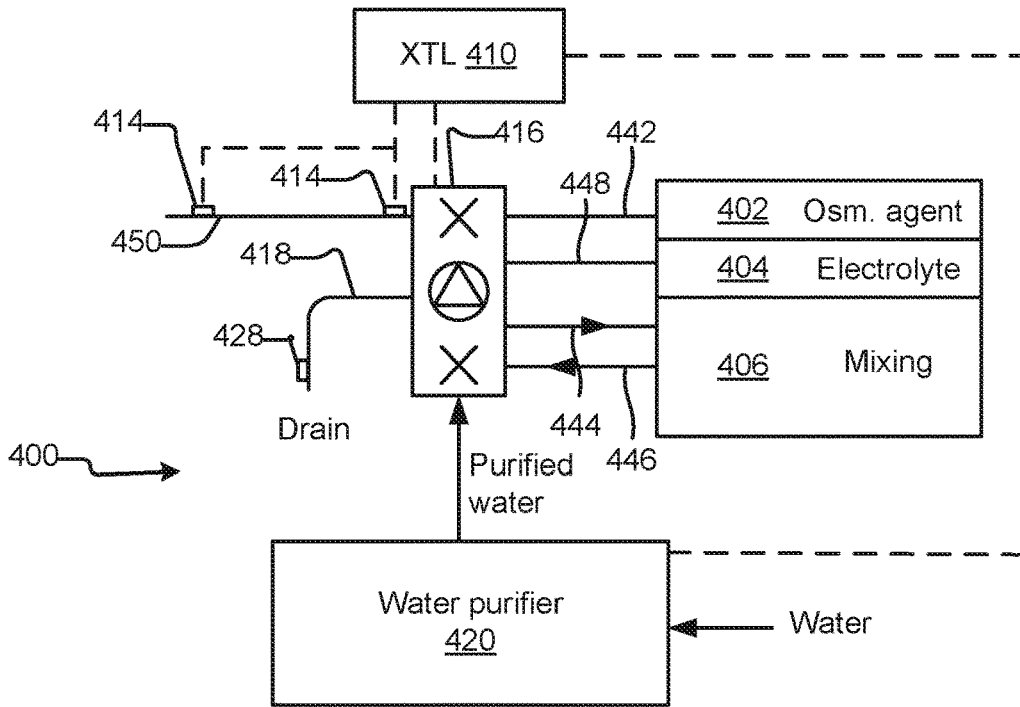 XTL 410
414
416
442
414
448
402 Osm. agent
450
418
404 Electrolyte
428
406 Mixing
Drain
444
400
446
Purified
water
Water purifier
420
Water